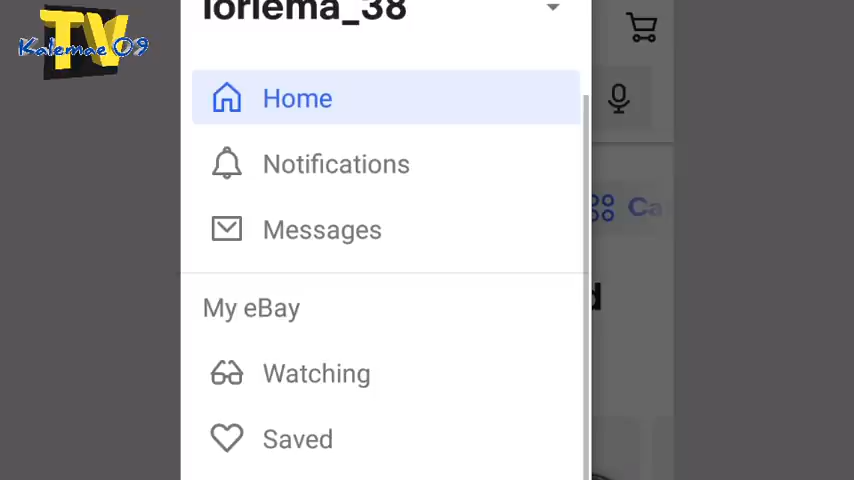 TV
Kalemae 09
loriema_38
Home
Notifications
Messages
My eBay
Watching
Saved